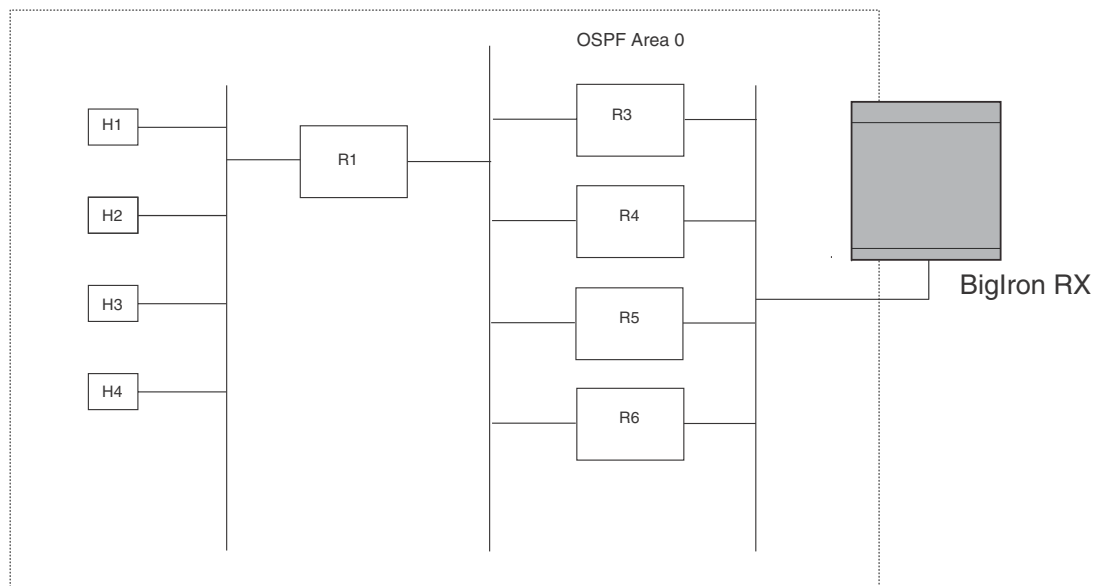 OSPF Area 0
H1
H2
H3
H4
R1
R3
R4
R5
R6
BigIron RX